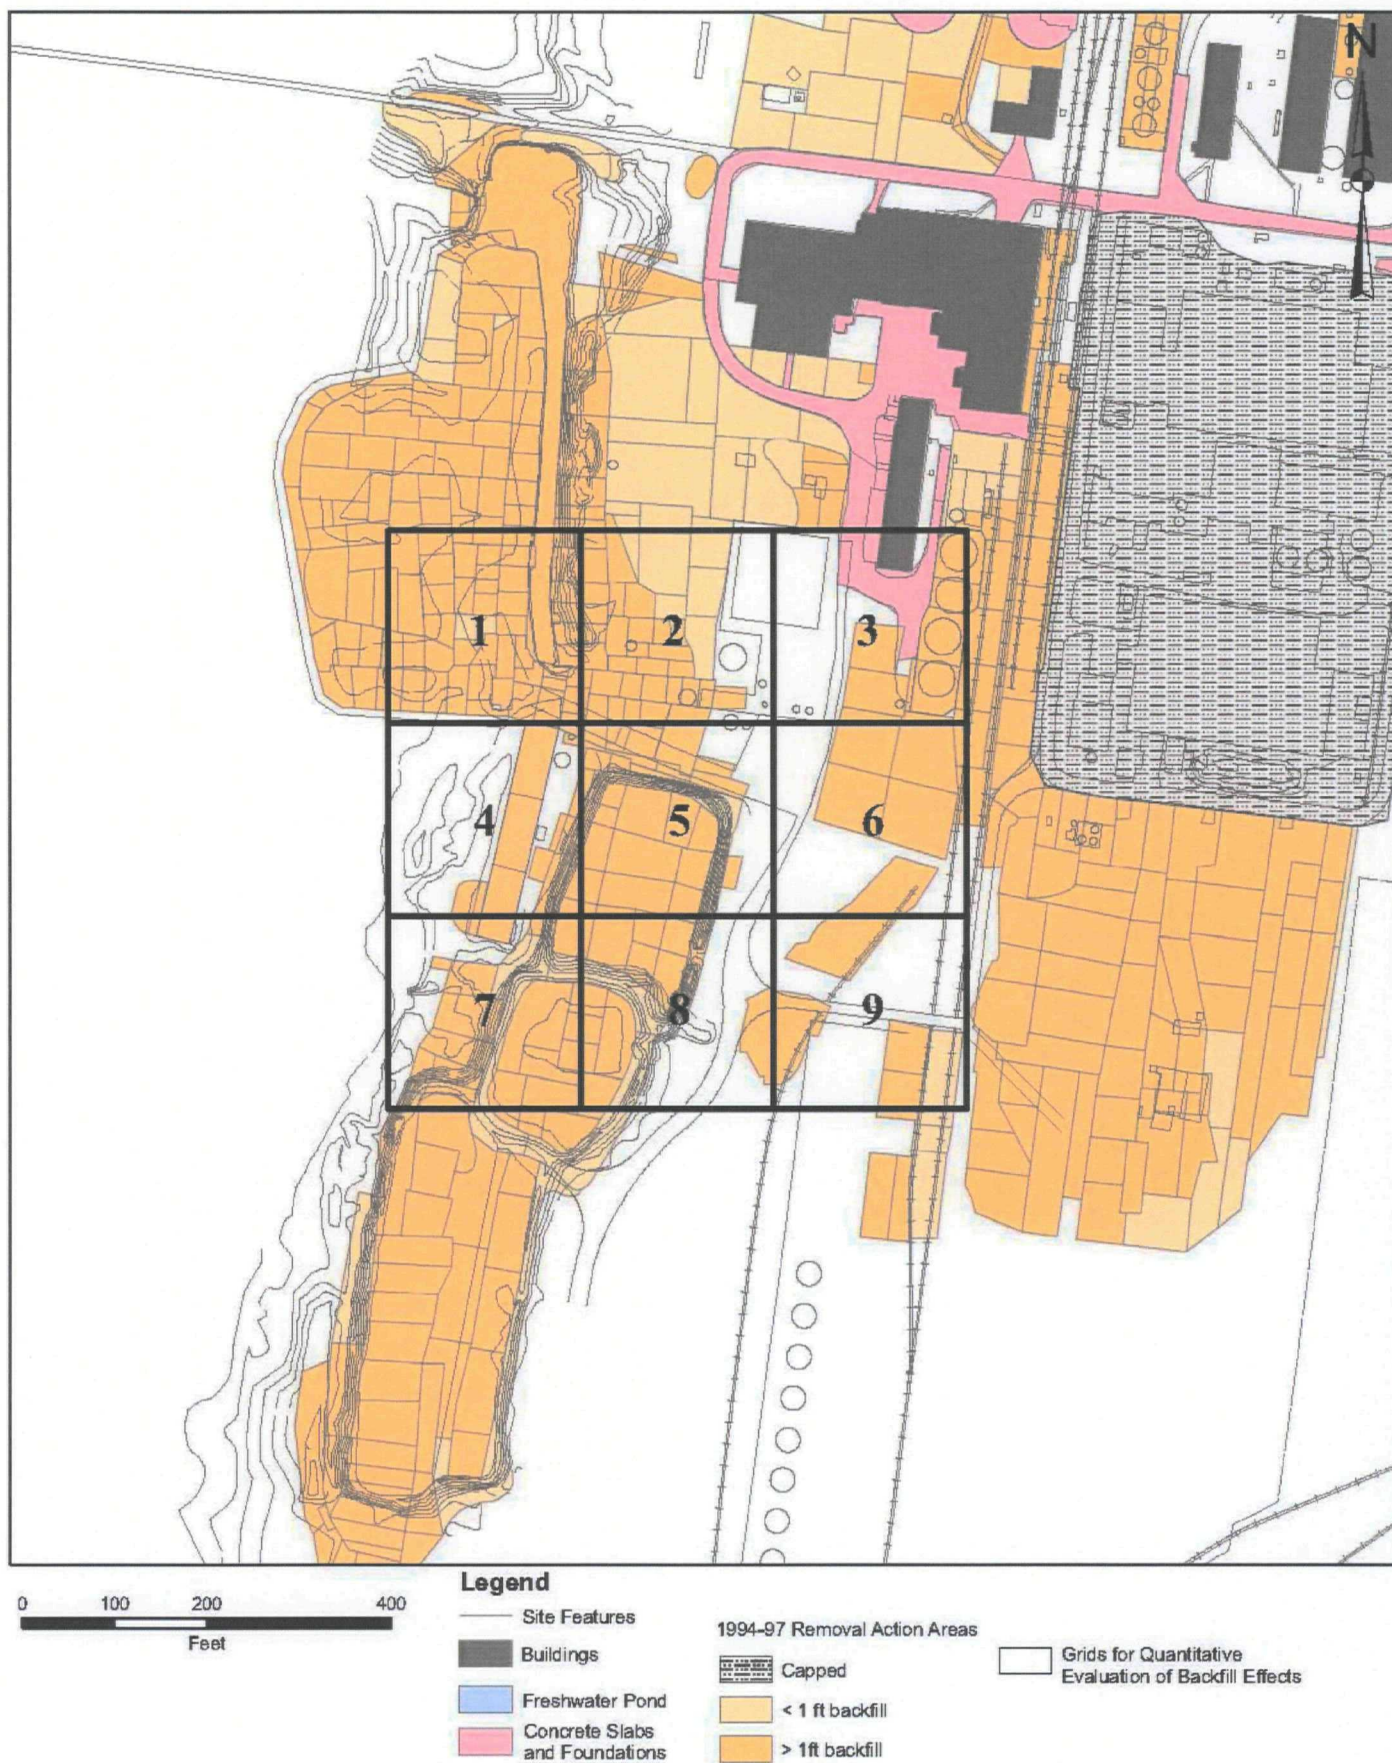 N
1
2
3
4
5
6
7
8
9
0 100 200 400
Feet
Legend
Site Features
Buildings
Freshwater Pond
Concrete Slabs
and Foundations
1994-97 Removal Action Areas
Capped
< 1 ft backfill
> 1ft backfill
Grids for Quantitative
Evaluation of Backfill Effects